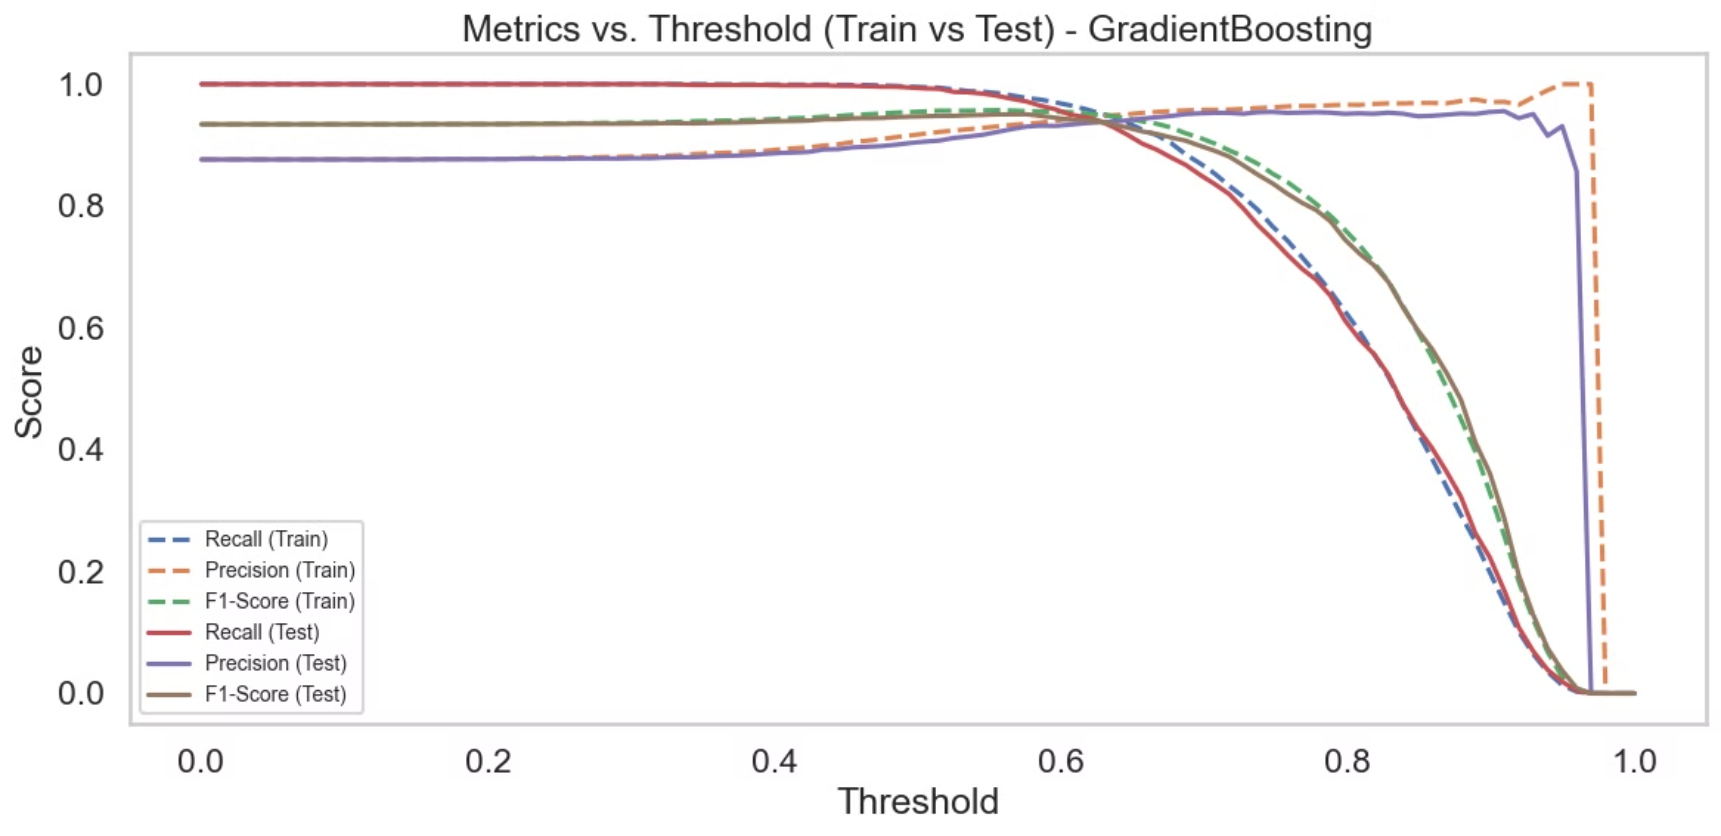 Metrics vs. Threshold (Train vs Test) - GradientBoosting
1.0
0.8
0.6
0.4
0.2
0.0
Score
Recall (Train)
Precision (Train)
F1-Score (Train)
Recall (Test)
Precision (Test)
F1-Score (Test)
0.0 0.2 0.4 0.6 0.8 1.0
Threshold